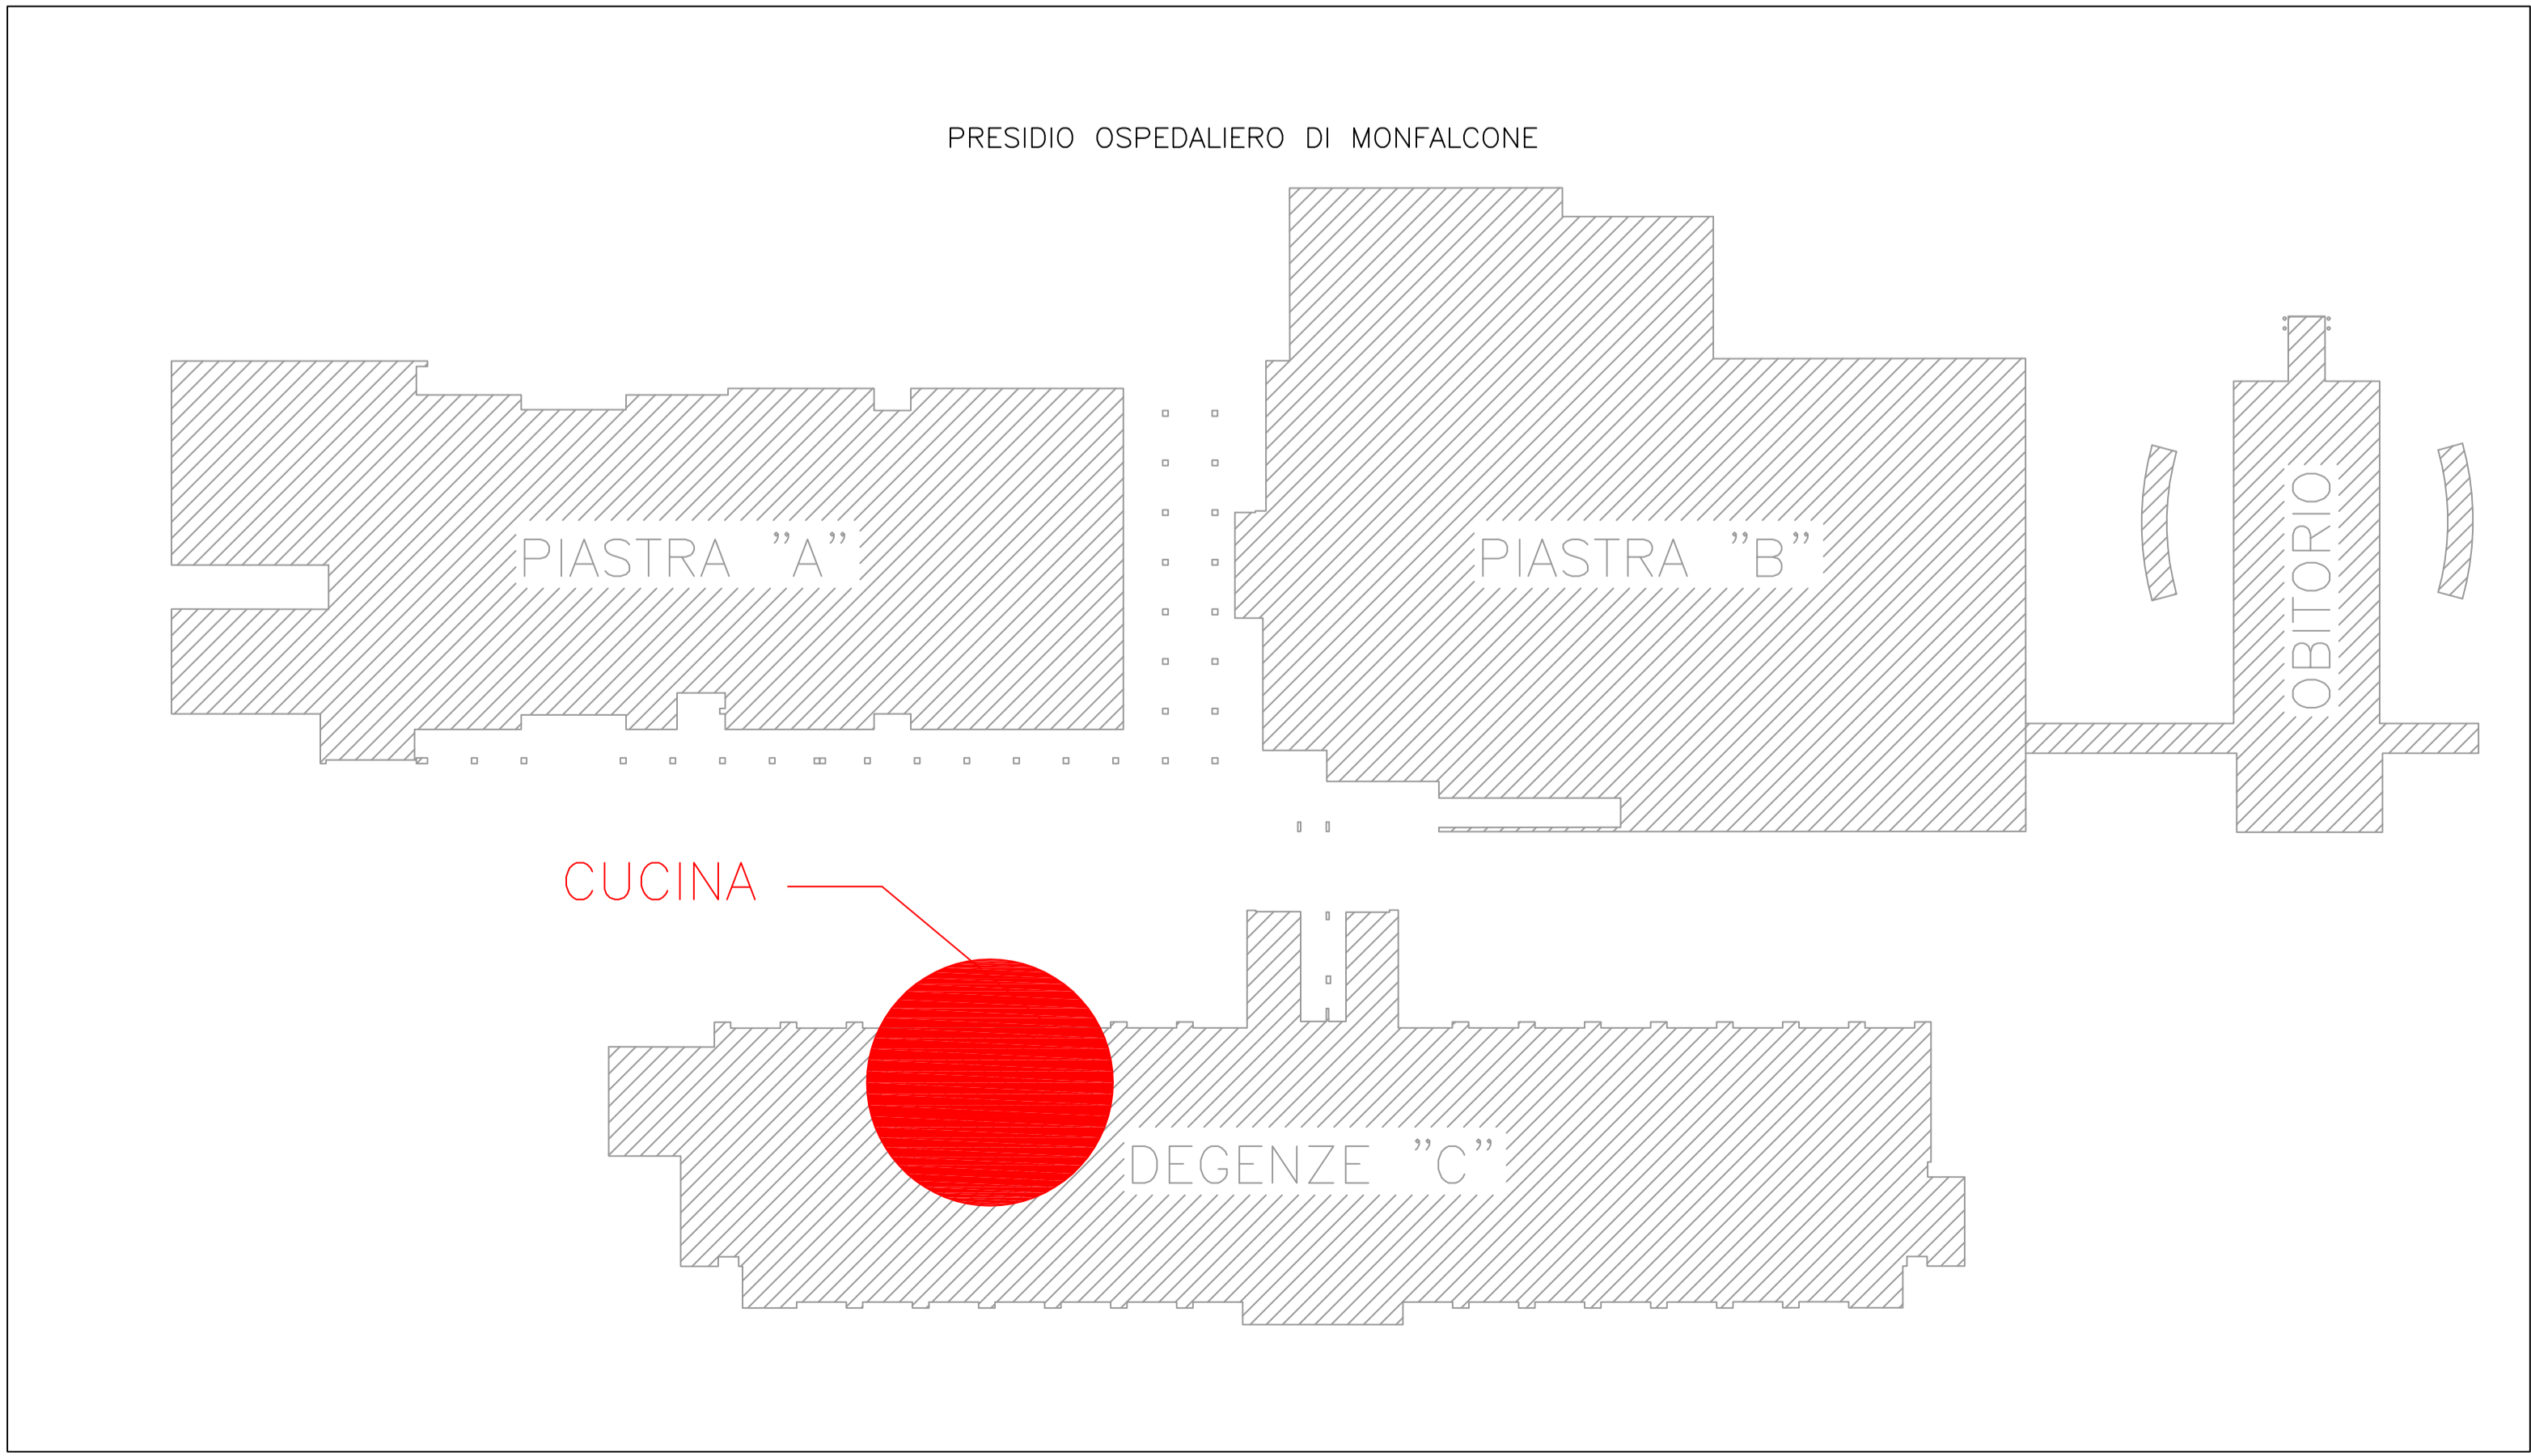 PRESIDIO OSPEDALIERO DI MONFALCONE
PIASTRA "A"
PIASTRA "B"
OBITORIO
CUCINA
DEGENZE "C"